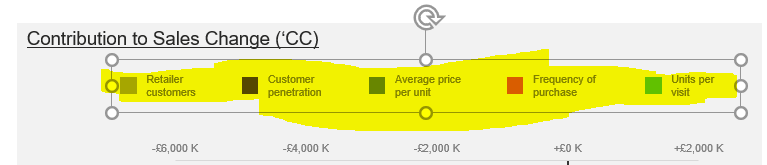 Contribution to Sales Change (‘CC)
Retailer customers
Customer penetration
Average price per unit
Frequency of purchase
Units per visit
-£6,000 K -£4,000 K -£2,000 K +£0 K +£2,000 K